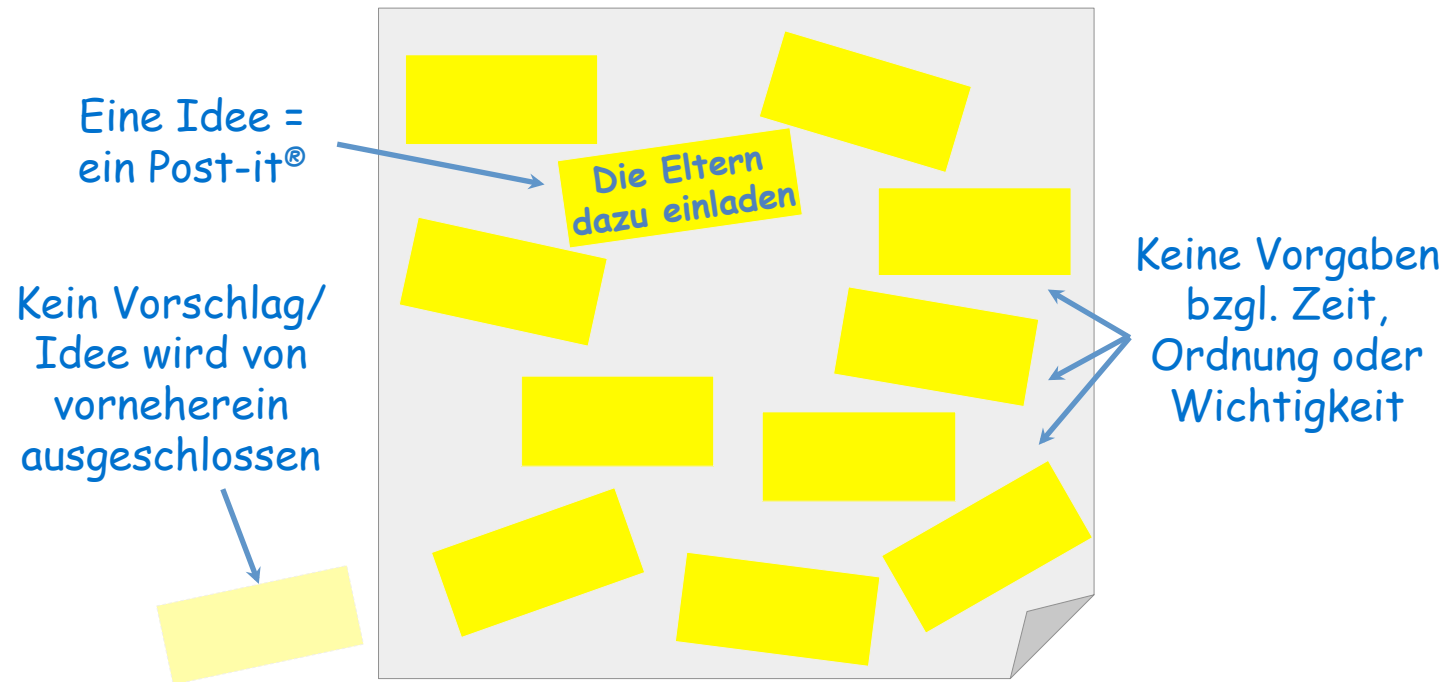 Eine Idee =
ein Post-it®
Die Eltern
dazu einladen
Kein Vorschlag/
Idee wird von
vorneherein
ausgeschlossen
Keine Vorgaben
bzgl. Zeit,
Ordnung oder
Wichtigkeit